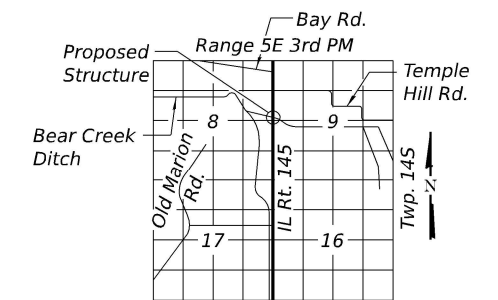 Bay Rd.
Range 5E 3rd PM
Proposed
Structure
Temple
Hill Rd.
8
9
Bear Creek
Ditch
Old Marion
Rd.
IL Rt. 145
Twp. 14S
N
17
16